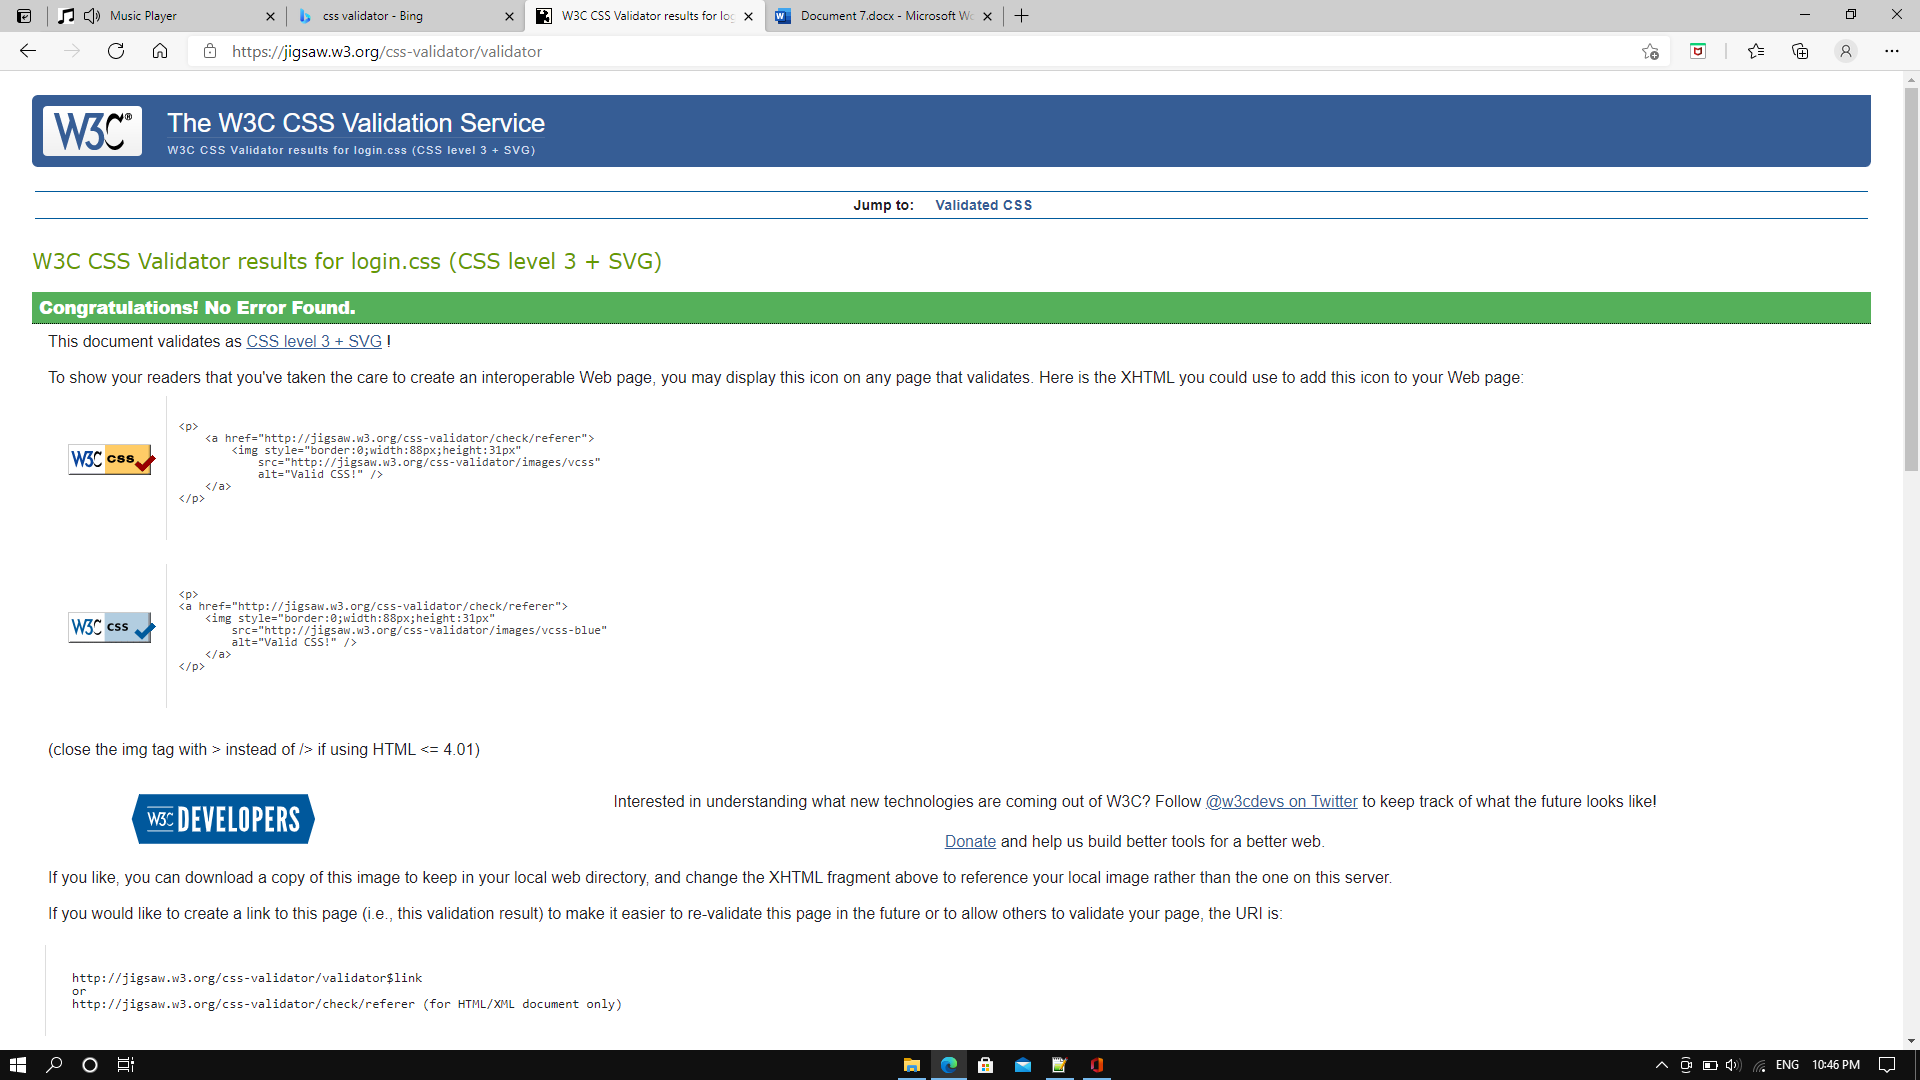 Music Player
css validator - Bing
W3C CSS Validator results for log
Document 7.docx - Microsoft Wo
https://jigsaw.w3.org/css-validator/validator
W3C®
The W3C CSS Validation Service
W3C CSS Validator results for login.css (CSS level 3 + SVG)
Jump to: Validated CSS
W3C CSS Validator results for login.css (CSS level 3 + SVG)
Congratulations! No Error Found.
This document validates as CSS level 3 + SVG !
To show your readers that you've taken the care to create an interoperable Web page, you may display this icon on any page that validates. Here is the XHTML you could use to add this icon to your Web page:
W3C css
<p>
<a href="http://jigsaw.w3.org/css-validator/check/referer">
<img style="border:0;width:88px;height:31px"
src="http://jigsaw.w3.org/css-validator/images/vcss"
alt="Valid CSS!" />
</a>
</p>
W3C css
<p>
<a href="http://jigsaw.w3.org/css-validator/check/referer">
<img style="border:0;width:88px;height:31px"
src="http://jigsaw.w3.org/css-validator/images/vcss-blue"
alt="Valid CSS!" />
</a>
</p>
(close the img tag with > instead of /> if using HTML <= 4.01)
W3C DEVELOPERS
Interested in understanding what new technologies are coming out of W3C? Follow @w3cdevs on Twitter to keep track of what the future looks like!
Donate and help us build better tools for a better web.
If you like, you can download a copy of this image to keep in your local web directory, and change the XHTML fragment above to reference your local image rather than the one on this server.
If you would like to create a link to this page (i.e., this validation result) to make it easier to re-validate this page in the future or to allow others to validate your page, the URI is:
http://jigsaw.w3.org/css-validator/validator$link
or
http://jigsaw.w3.org/css-validator/check/referer (for HTML/XML document only)
ENG
10:46 PM